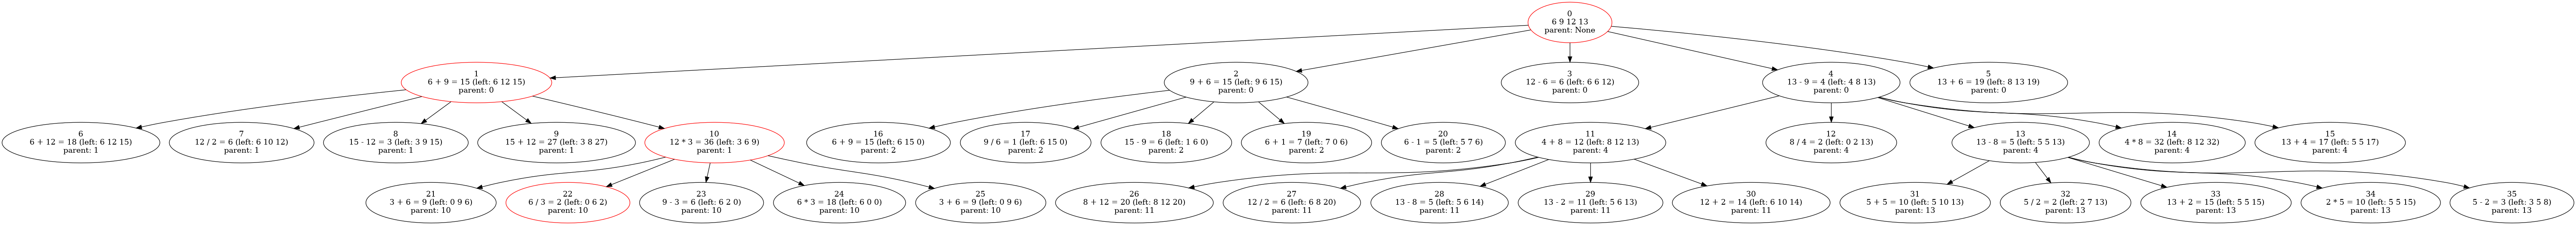 0
6 9 12 13
parent: None
1
6 + 9 = 15 (left: 6 12 15)
parent: 0
2
9 + 6 = 15 (left: 9 6 15)
parent: 0
3
12 - 6 = 6 (left: 6 6 12)
parent: 0
4
13 - 9 = 4 (left: 4 8 13)
parent: 0
5
13 + 6 = 19 (left: 8 13 19)
parent: 0
6
6 + 12 = 18 (left: 6 12 15)
parent: 1
7
12 / 2 = 6 (left: 6 10 12)
parent: 1
8
15 - 12 = 3 (left: 3 9 15)
parent: 1
9
15 + 12 = 27 (left: 3 8 27)
parent: 1
10
12 * 3 = 36 (left: 3 6 9)
parent: 1
16
6 + 9 = 15 (left: 6 15 0)
parent: 2
17
9 / 6 = 1 (left: 6 15 0)
parent: 2
18
15 - 9 = 6 (left: 1 6 0)
parent: 2
19
6 + 1 = 7 (left: 7 0 6)
parent: 2
20
6 - 1 = 5 (left: 5 7 6)
parent: 2
11
4 + 8 = 12 (left: 8 12 13)
parent: 4
12
8 / 4 = 2 (left: 0 2 13)
parent: 4
13
13 - 8 = 5 (left: 5 5 13)
parent: 4
14
4 * 8 = 32 (left: 8 12 32)
parent: 4
15
13 + 4 = 17 (left: 5 5 17)
parent: 4
21
3 + 6 = 9 (left: 0 9 6)
parent: 10
22
6 / 3 = 2 (left: 0 6 2)
parent: 10
23
9 - 3 = 6 (left: 6 2 0)
parent: 10
24
6 * 3 = 18 (left: 6 0 0)
parent: 10
25
3 + 6 = 9 (left: 0 9 6)
parent: 10
26
8 + 12 = 20 (left: 8 12 20)
parent: 11
27
12 / 2 = 6 (left: 6 8 20)
parent: 11
28
13 - 8 = 5 (left: 5 6 14)
parent: 11
29
13 - 2 = 11 (left: 5 6 13)
parent: 11
30
12 + 2 = 14 (left: 6 10 14)
parent: 11
31
5 + 5 = 10 (left: 5 10 13)
parent: 13
32
5 / 2 = 2 (left: 2 7 13)
parent: 13
33
13 + 2 = 15 (left: 5 5 15)
parent: 13
34
2 * 5 = 10 (left: 5 5 15)
parent: 13
35
5 - 2 = 3 (left: 3 5 8)
parent: 13